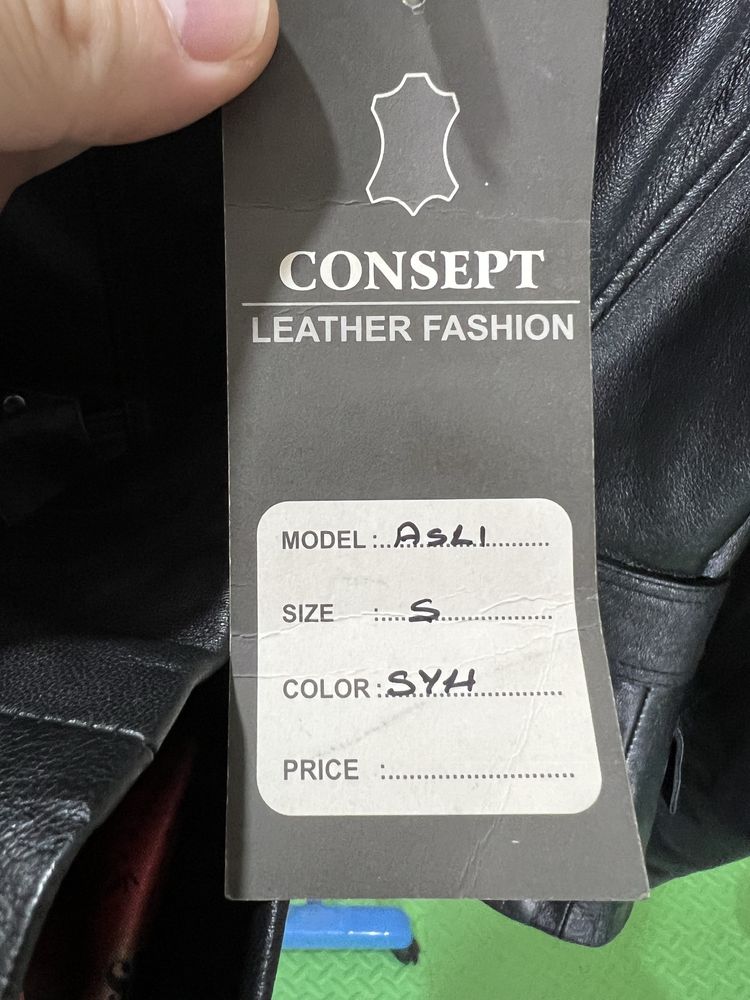 CONSEPT
LEATHER FASHION
MODEL :..ASLI..........
SIZE :....S..................
COLOR :.SYH..............
PRICE :..........................